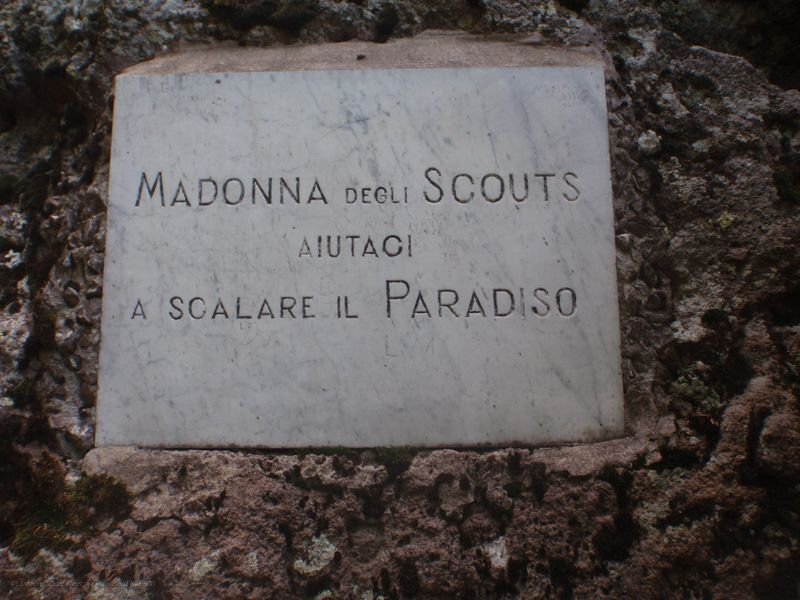 MADONNA DEGLI SCOUTS
AIUTACI
A SCALARE IL PARADISO